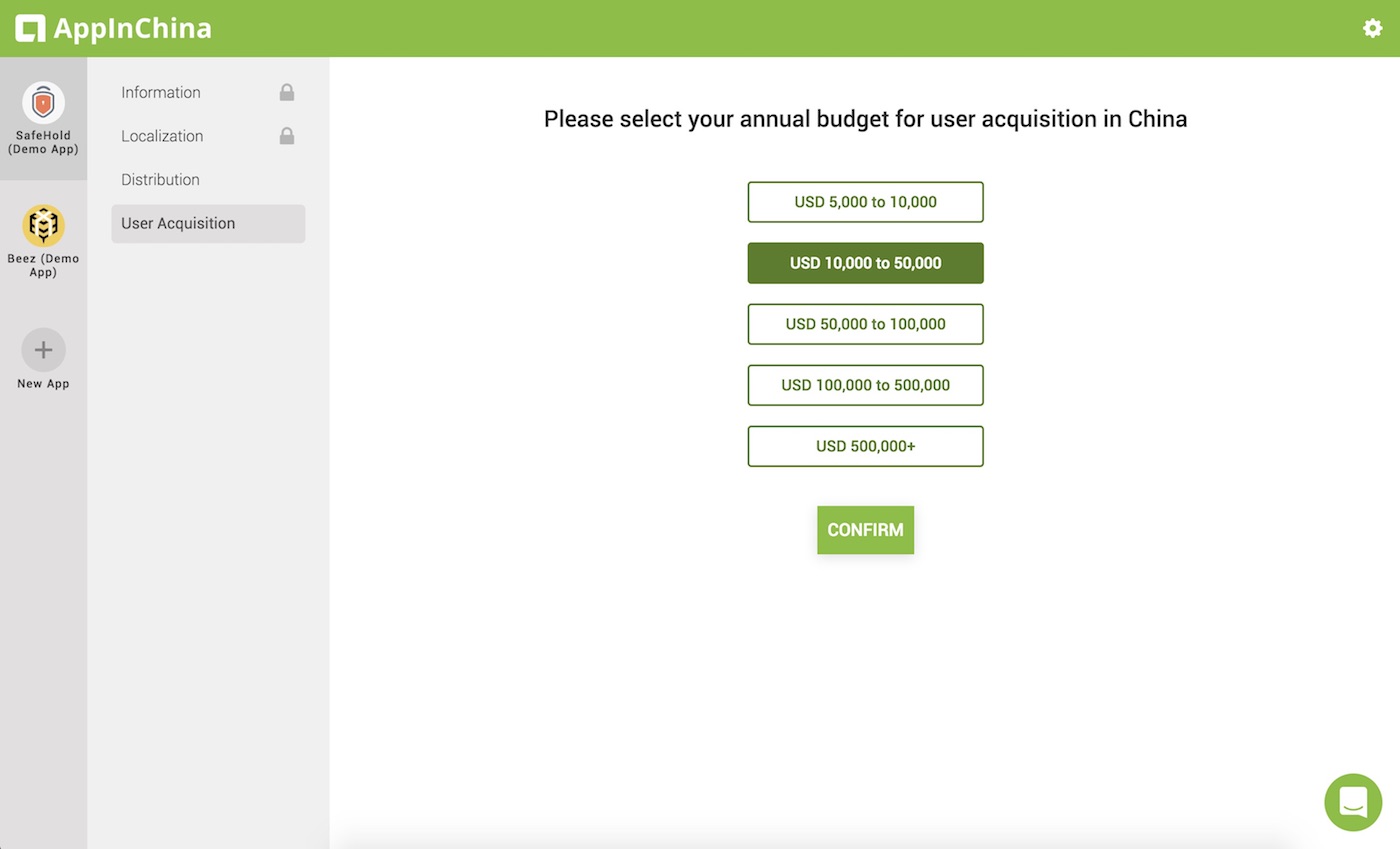 AppInChina
SafeHold
(Demo App)
Beez (Demo
App)
New App
Information
Localization
Distribution
User Acquisition
Please select your annual budget for user acquisition in China
USD 5,000 to 10,000
USD 10,000 to 50,000
USD 50,000 to 100,000
USD 100,000 to 500,000
USD 500,000+
CONFIRM